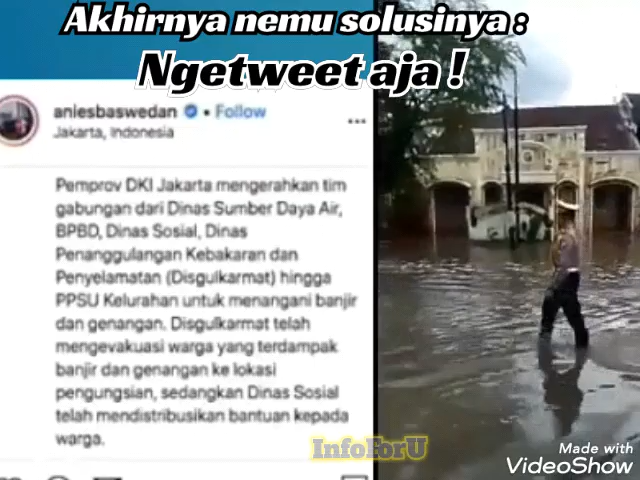 Akhirnya nemu solusinya :
Ngetweet aja !
aniesbaswedan • Follow
Jakarta, Indonesia
Pemprov DKI Jakarta mengerahkan tim
gabungan dari Dinas Sumber Daya Air,
BPBD, Dinas Sosial, Dinas
Penanggulangan Kebakaran dan
Penyelamatan (Disgulkarmat) hingga
PPSU Kelurahan untuk menangani banjir
dan genangan. Disgulkarmat telah
mengevakuasi warga yang terdampak
banjir dan genangan ke lokasi
pengungsian, sedangkan Dinas Sosial
telah mendistribusikan bantuan kepada
warga.
InfoForU
Made with
VideoShow